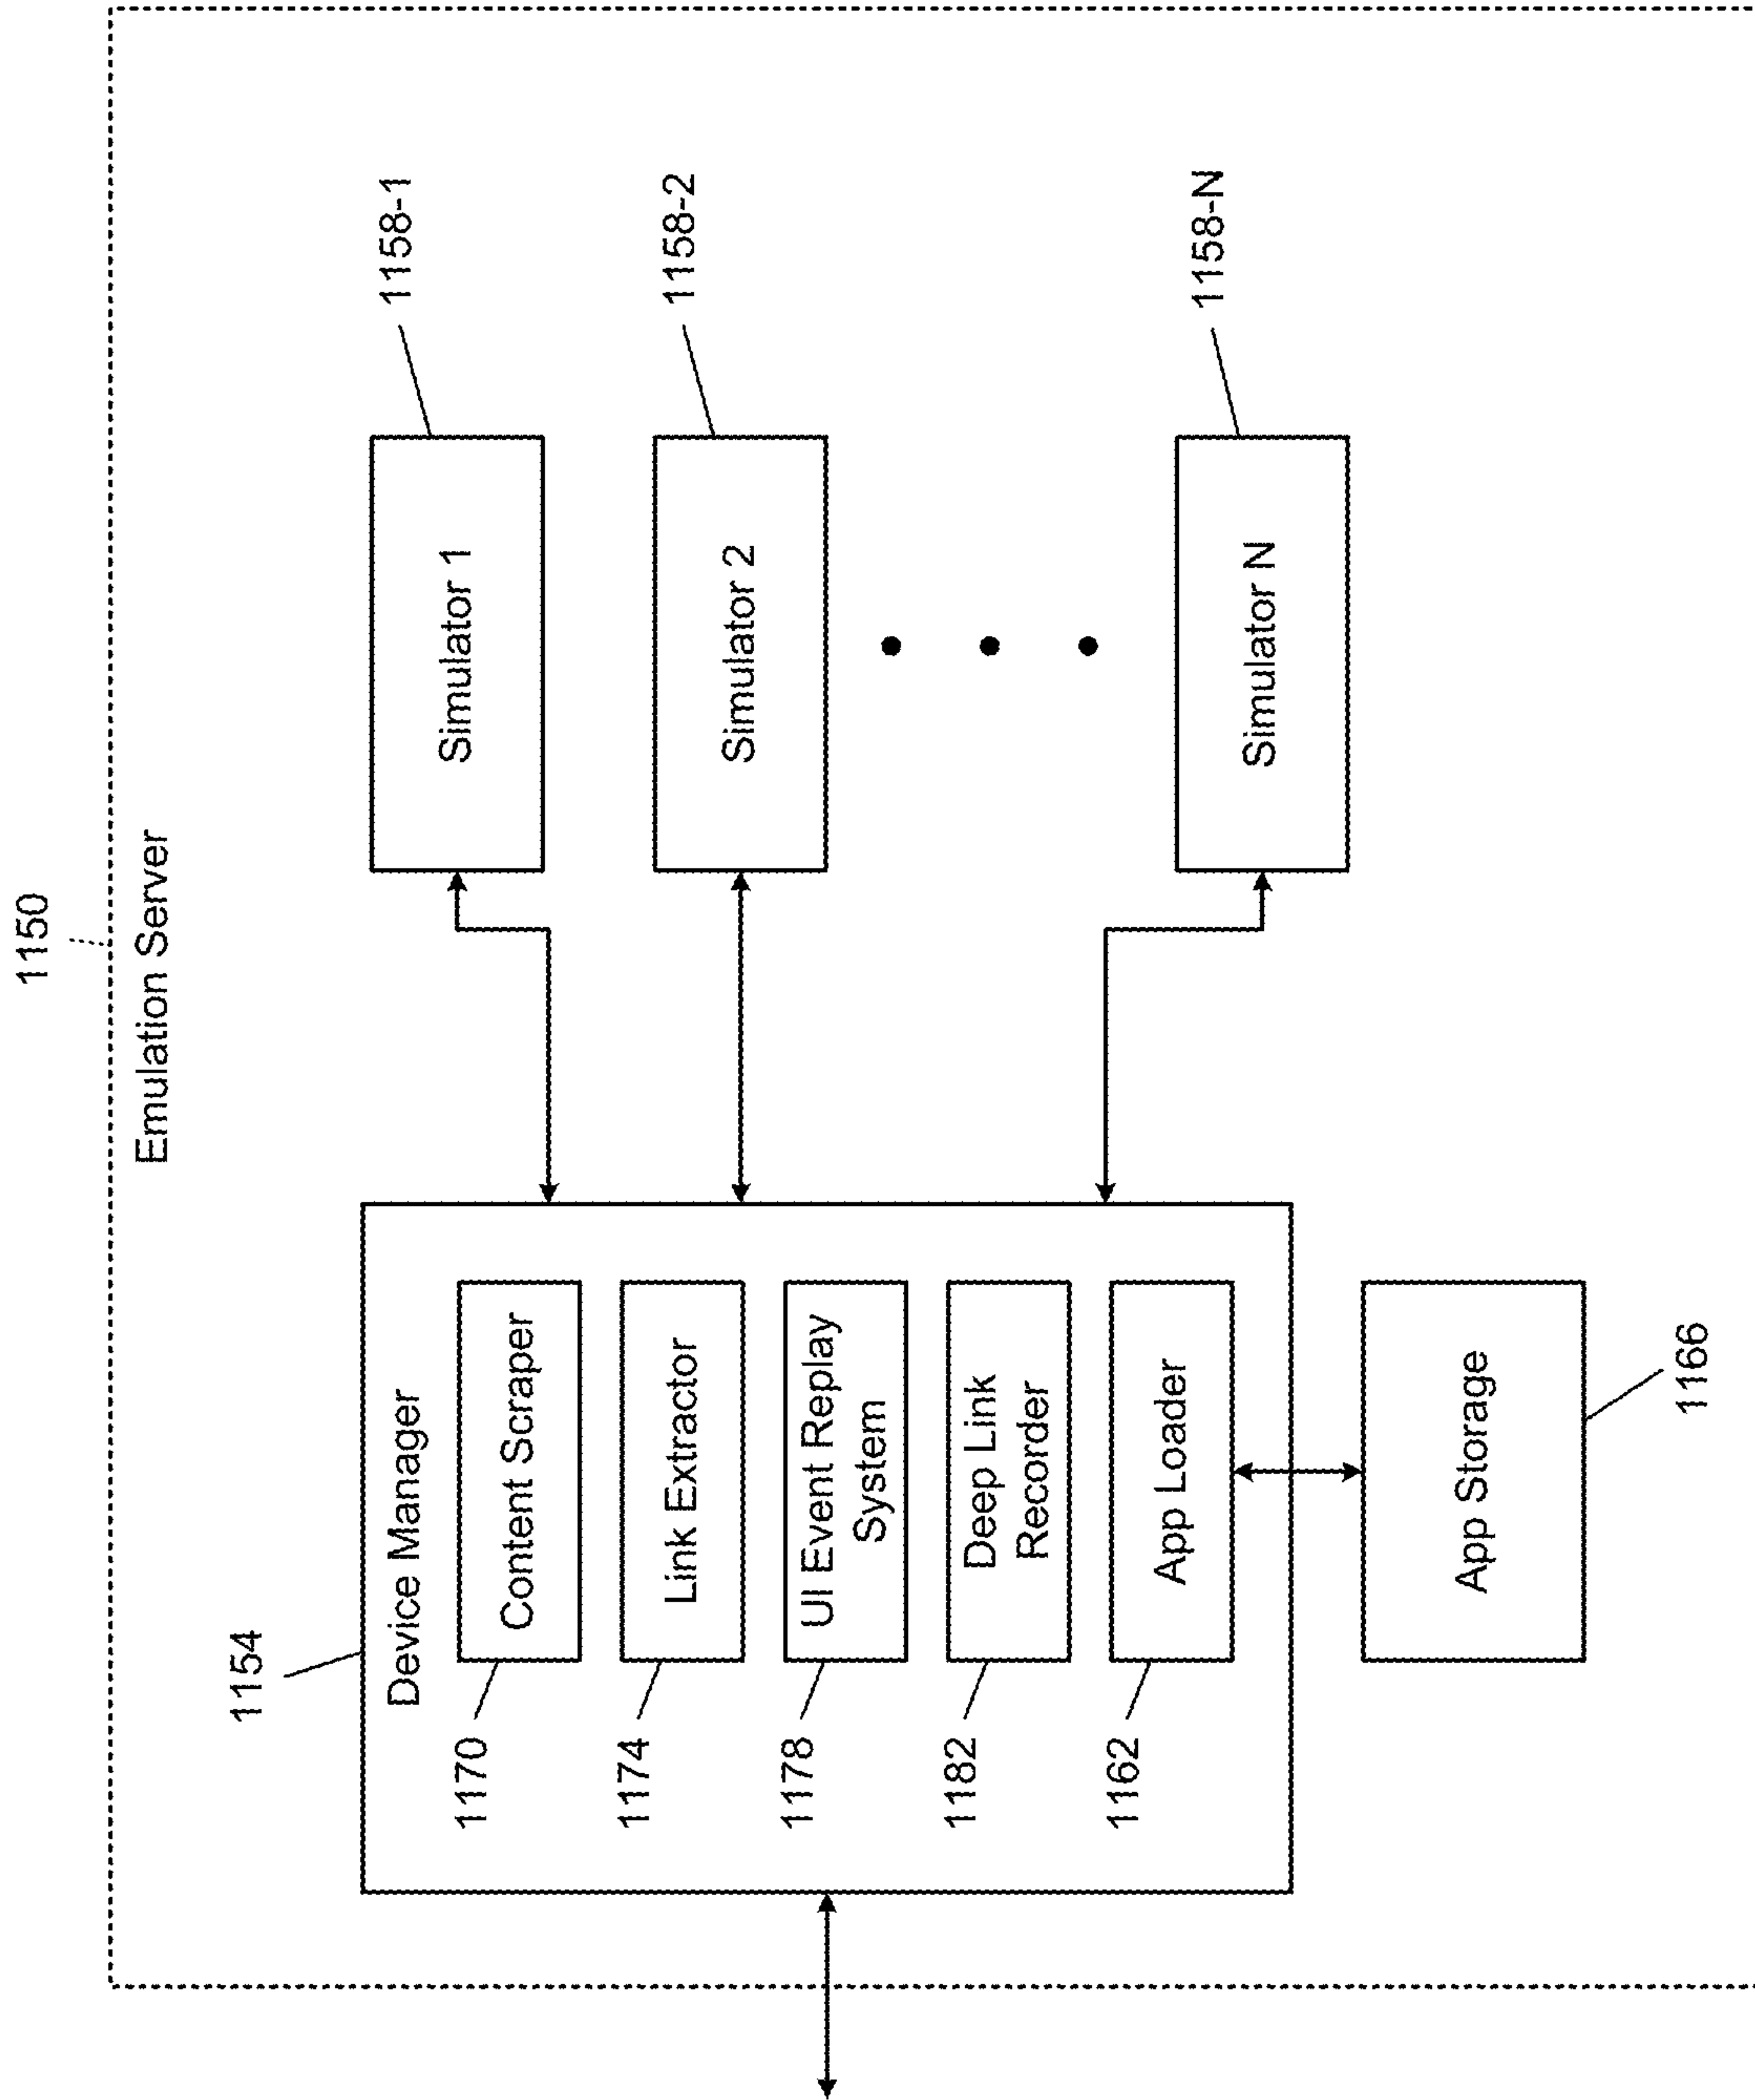 1150
Emulation Server
1154
Device Manager
1170
Content Scraper
1174
Link Extractor
1178
UI Event Replay
System
1182
Deep Link
Recorder
1162
App Loader
App Storage
1166
Simulator 1
1158-1
Simulator 2
1158-2
Simulator N
1158-N